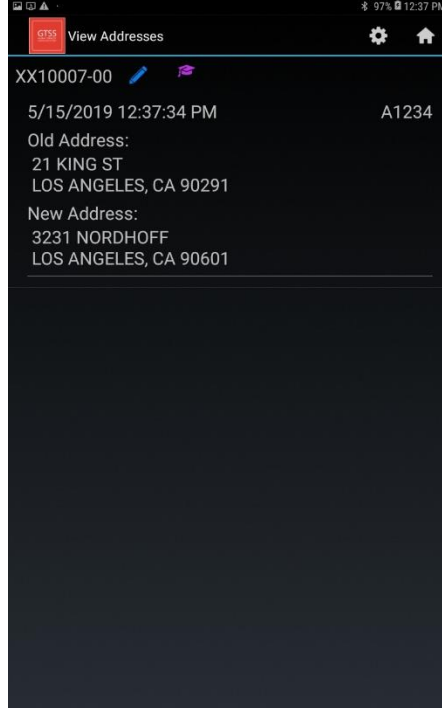 97% 12:37 PM
GTSS View Addresses
XX10007-00
5/15/2019 12:37:34 PM A1234
Old Address:
21 KING ST
LOS ANGELES, CA 90291
New Address:
3231 NORDHOFF
LOS ANGELES, CA 90601